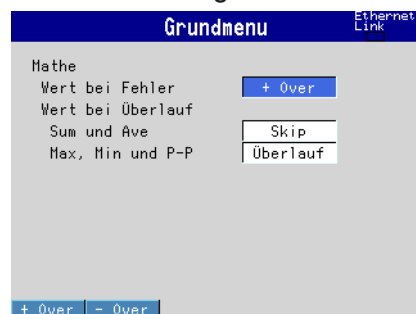 Grundmenu
Ethernet
Link
Mathe
Wert bei Fehler + Over
Wert bei Überlauf
Sum und Ave Skip
Max, Min und P-P Überlauf
+ Over - Over